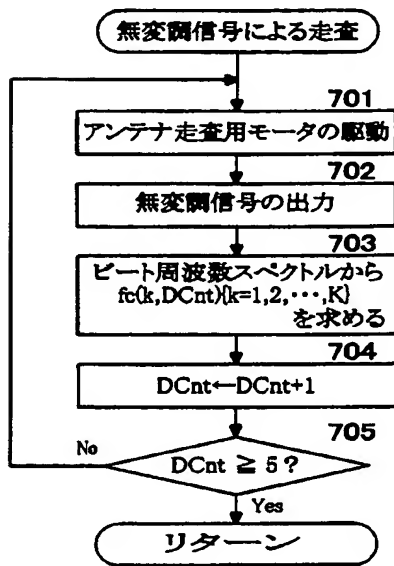 無変調信号による走査
701
アンテナ走査用モータの駆動
702
無変調信号の出力
703
ビート周波数スペクトルから
fc(k,DCnt){k=1,2,⋯,K}
を求める
704
DCnt←DCnt+1
705
DCnt ≧ 5?
No
Yes
リターン